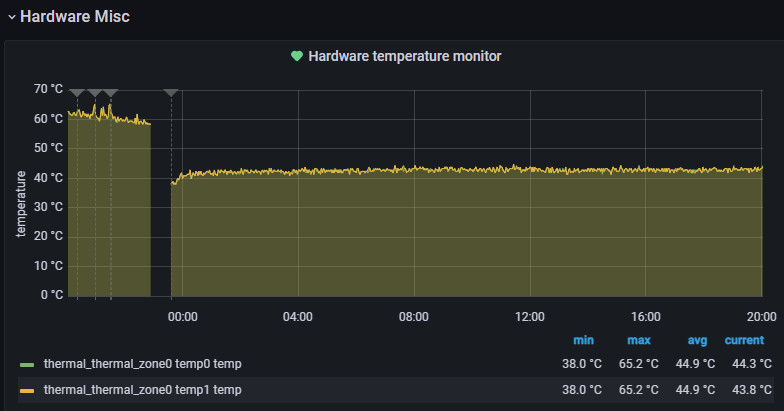 Hardware Misc
Hardware temperature monitor
70 °C
60 °C
50 °C
40 °C
30 °C
20 °C
10 °C
0 °C
temperature
00:00 04:00 08:00 12:00 16:00 20:00
min max avg current
thermal_thermal_zone0 temp0 temp 38.0 °C 65.2 °C 44.9 °C 44.3 °C
thermal_thermal_zone0 temp1 temp 38.0 °C 65.2 °C 44.9 °C 43.8 °C